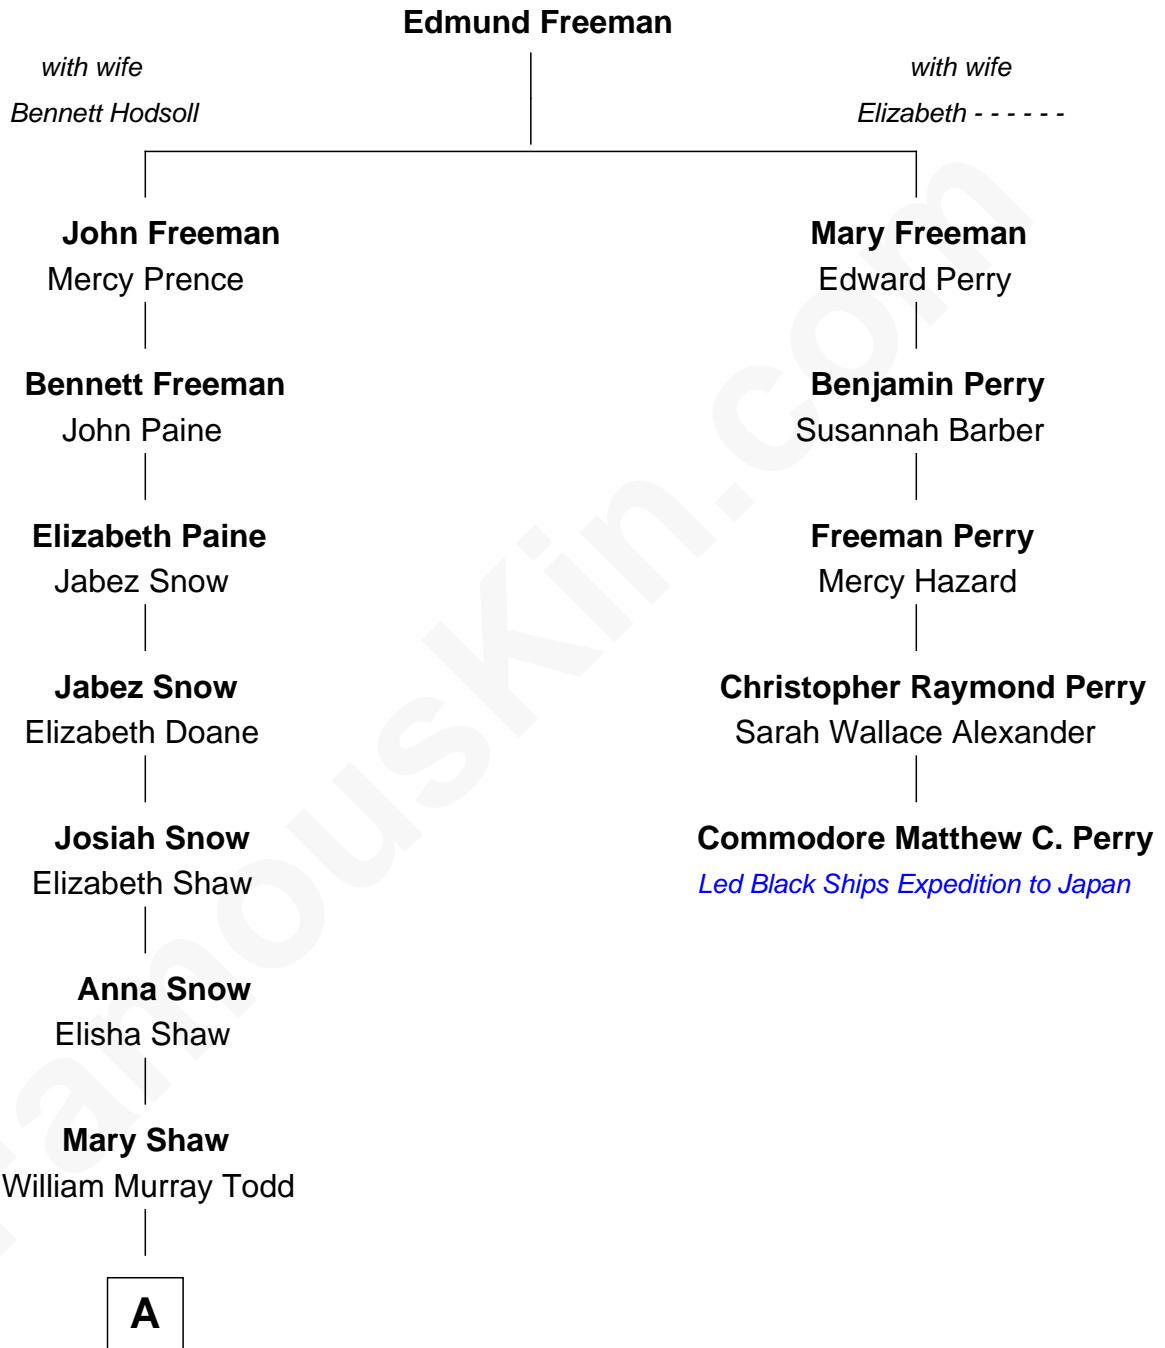 Edmund Freeman
with wife
Bennett Hodsoll
with wife
Elizabeth - - - - - -
John Freeman
Mercy Prence
Mary Freeman
Edward Perry
Bennett Freeman
John Paine
Benjamin Perry
Susannah Barber
Elizabeth Paine
Jabez Snow
Freeman Perry
Mercy Hazard
Jabez Snow
Elizabeth Doane
Christopher Raymond Perry
Sarah Wallace Alexander
Josiah Snow
Elizabeth Shaw
Commodore Matthew C. Perry
Led Black Ships Expedition to Japan
Anna Snow
Elisha Shaw
Mary Shaw
William Murray Todd
A
FamousKin.com